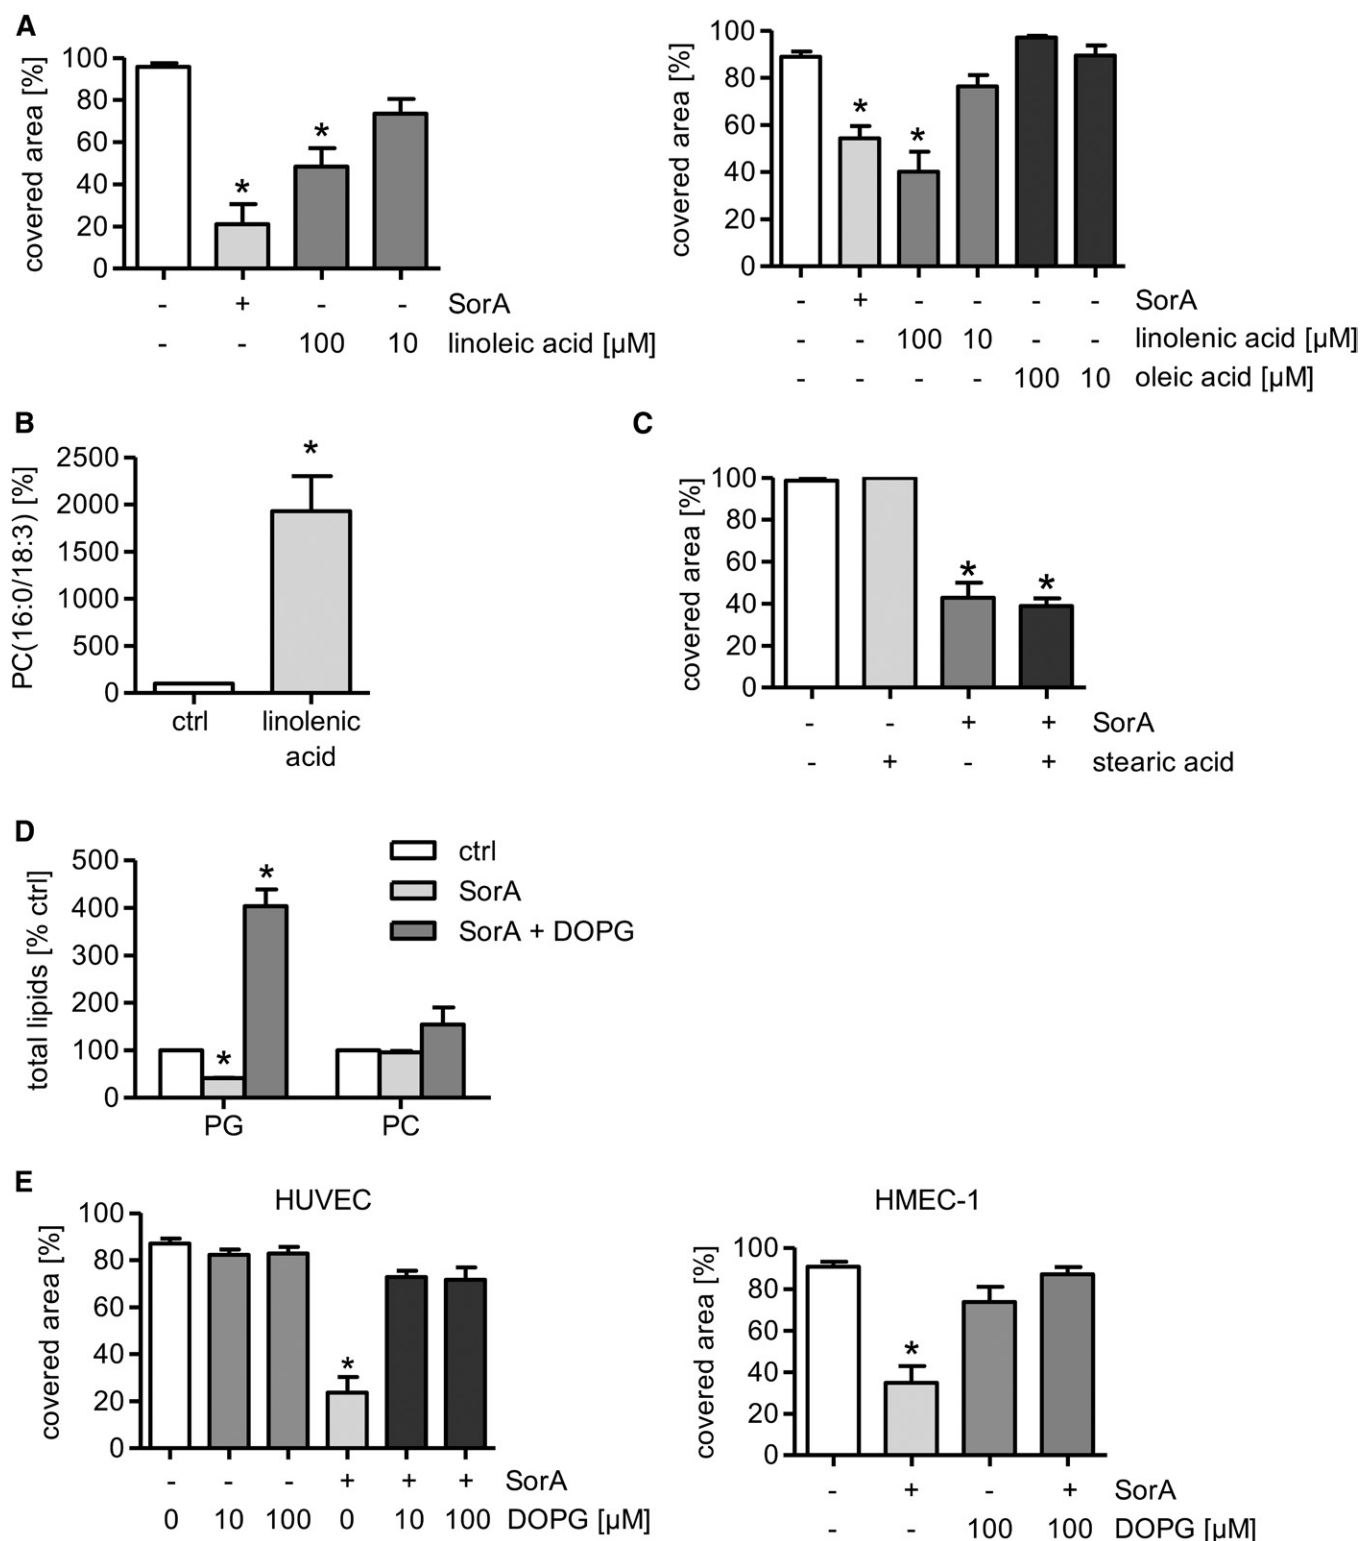 A
covered area [%]
100
80
60
40
20
0
*
*
- + - - SorA
- - 100 10 linoleic acid [µM]
covered area [%]
100
80
60
40
20
0
*
*
- + - - - - SorA
- - 100 10 - - linolenic acid [µM]
- - - - 100 10 oleic acid [µM]
B
PC(16:0/18:3) [%]
2500
2000
1500
1000
500
0
*
ctrl linolenic
acid
C
covered area [%]
100
80
60
40
20
0
*
*
- - + + SorA
- + - + stearic acid
D
total lipids [% ctrl]
500
400
300
200
100
0
*
*
PG PC
ctrl
SorA
SorA + DOPG
E
HUVEC
covered area [%]
100
80
60
40
20
0
*
- - - + + + SorA
0 10 100 0 10 100 DOPG [µM]
HMEC-1
covered area [%]
100
80
60
40
20
0
*
- + - + SorA
- - 100 100 DOPG [µM]